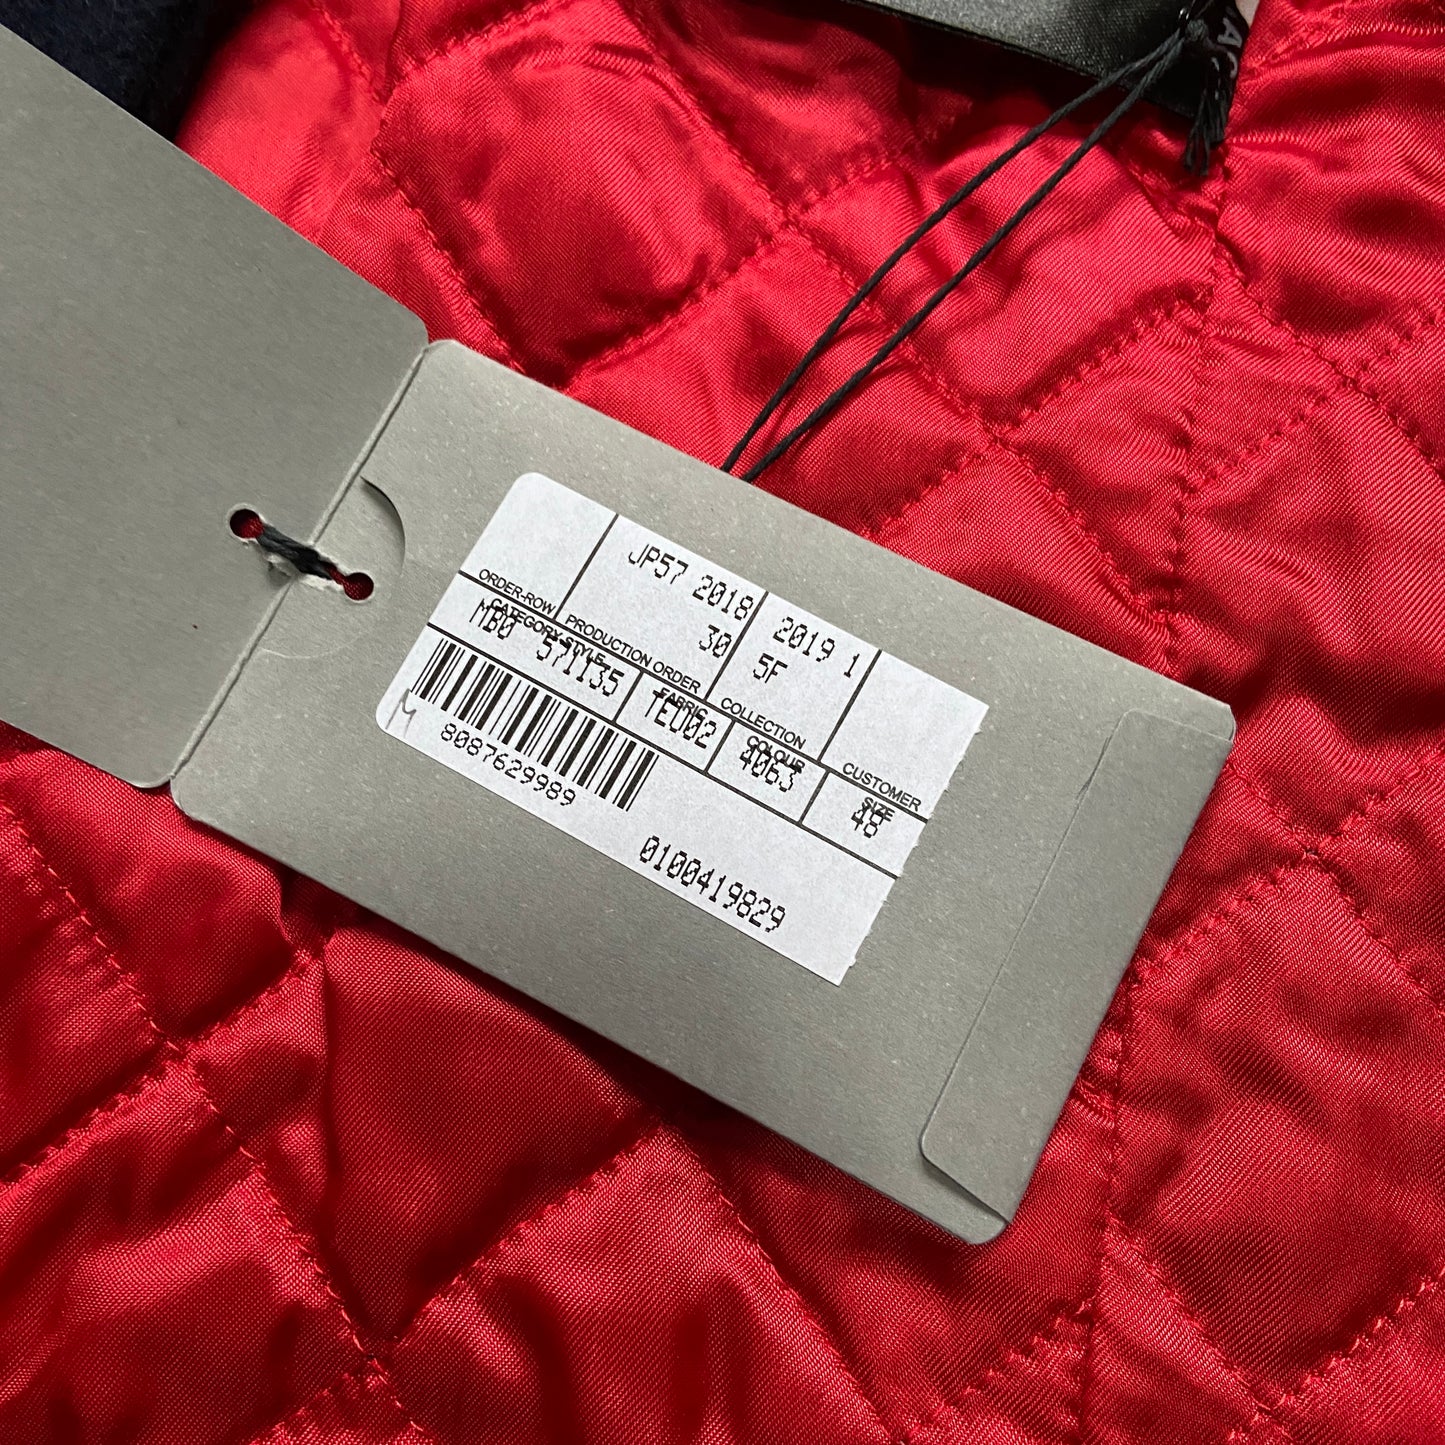 JP57 2018
2019 1
30
5F
ORDER-ROW
PRODUCTION ORDER
COLLECTION
CUSTOMER
CATEGORY-STYLE
FABRIC
COLOUR
SIZE
MB0 571135
TEU02
4063
48
M
8087629989
0100419829